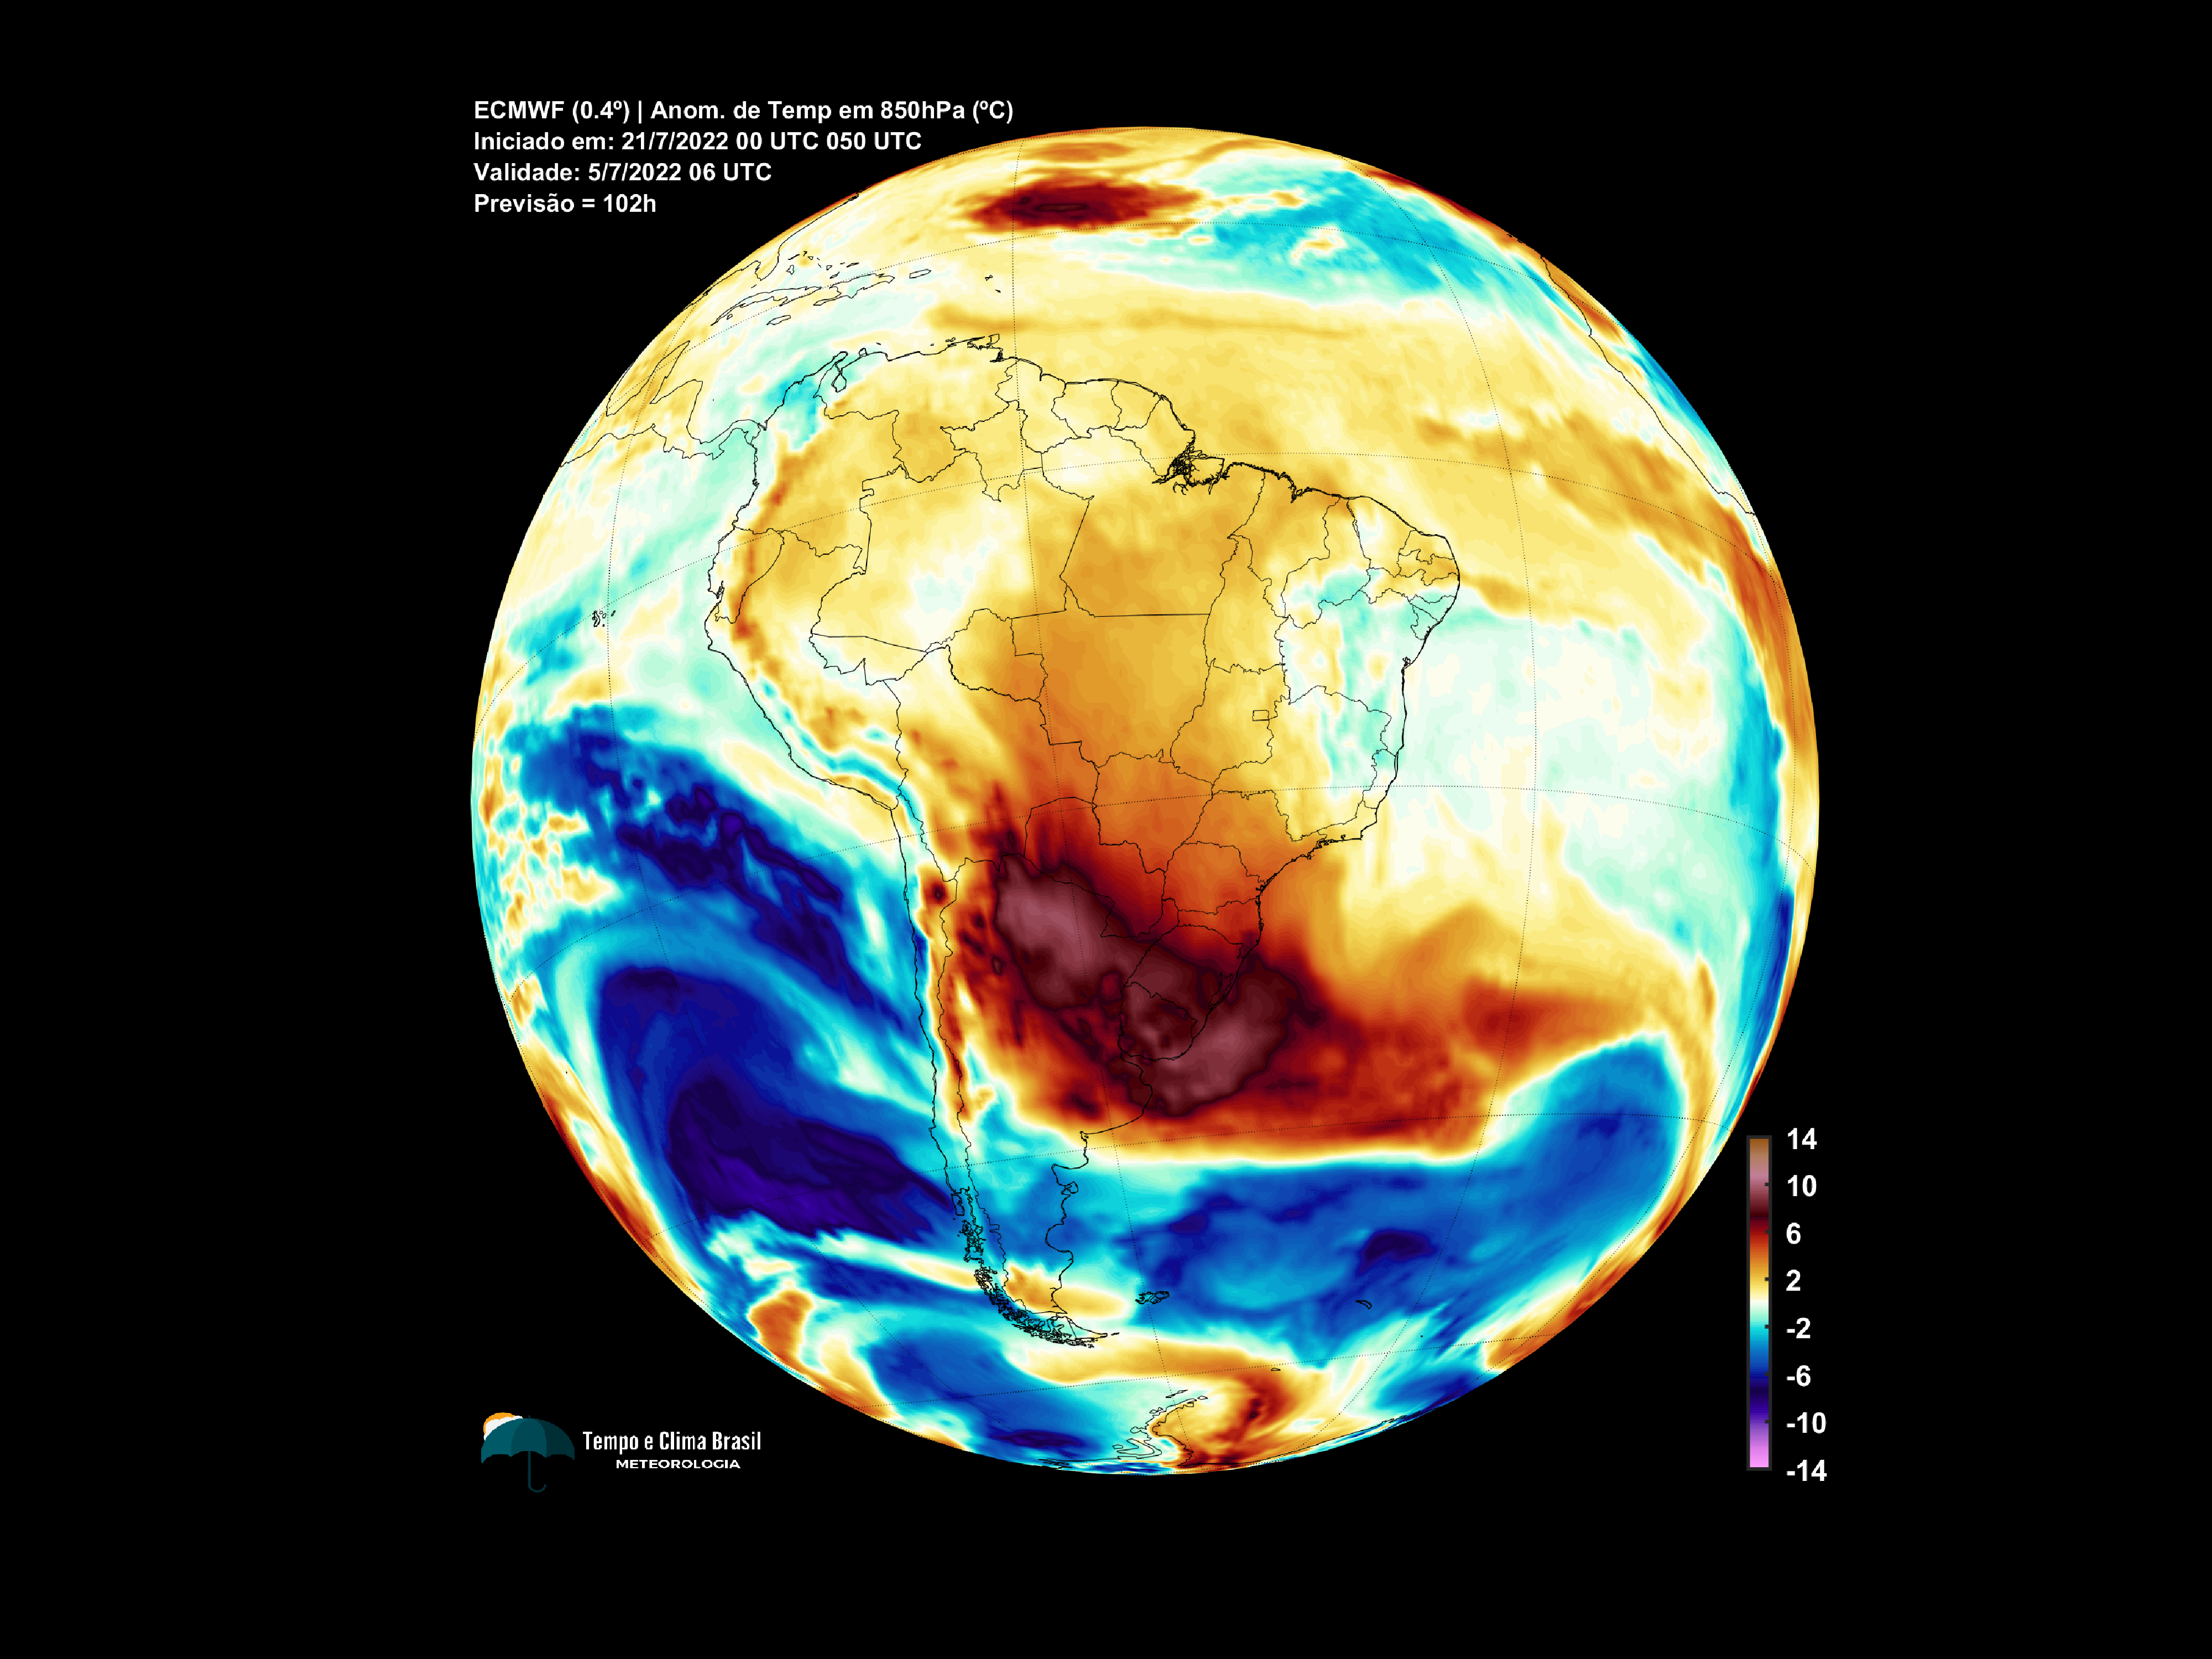 ECMWF (0.4º) | Anom. de Temp em 850hPa (ºC)
Iniciado em: 21/7/2022 00 UTC 050 UTC
Validade: 5/7/2022 06 UTC
Previsão = 102h
14
10
6
2
-2
-6
-10
-14
Tempo e Clima Brasil
METEOROLOGIA